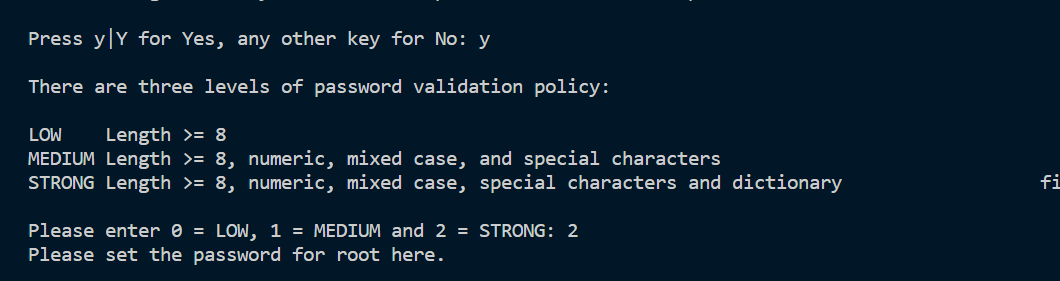 Press y|Y for Yes, any other key for No: y
There are three levels of password validation policy:
LOW    Length >= 8
MEDIUM Length >= 8, numeric, mixed case, and special characters
STRONG Length >= 8, numeric, mixed case, special characters and dictionary                  fi
Please enter 0 = LOW, 1 = MEDIUM and 2 = STRONG: 2
Please set the password for root here.